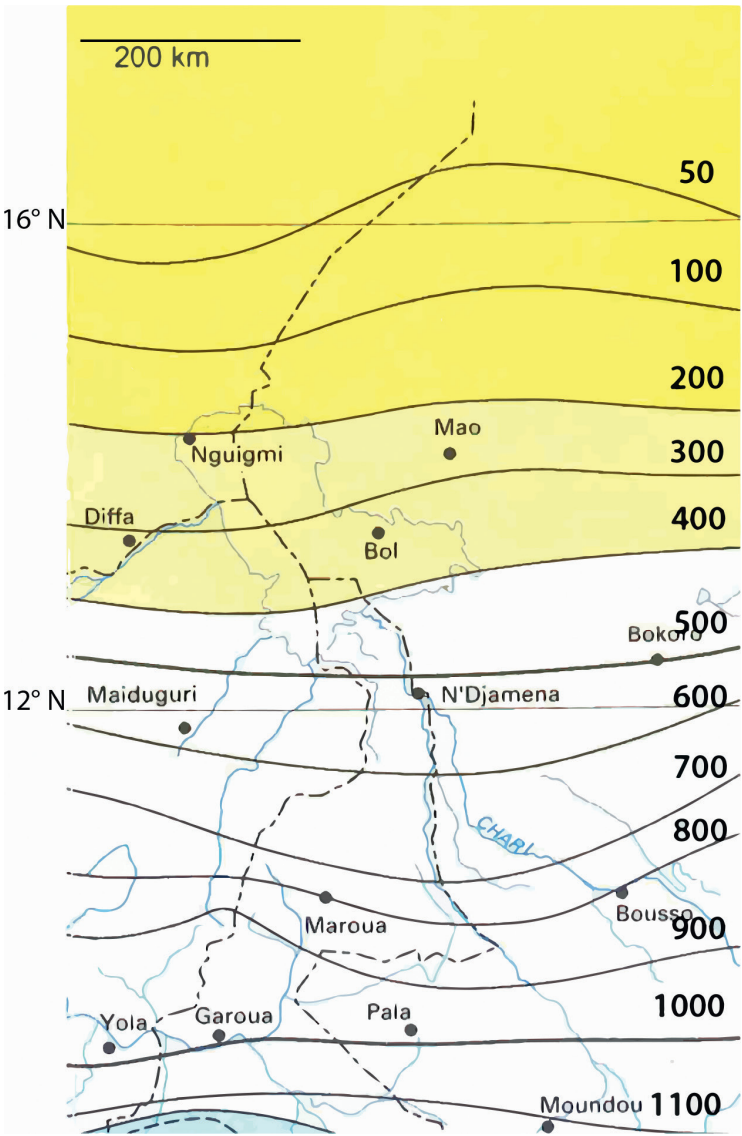 200 km
50
16° N
100
200
Mao
Nguigmi
300
Diffa
400
Bol
500
Bokoro
12° N
Maiduguri
N'Djamena
600
700
CHARI
800
Maroua
Bousso
900
Yola
Garoua
Pala
1000
Moundou
1100